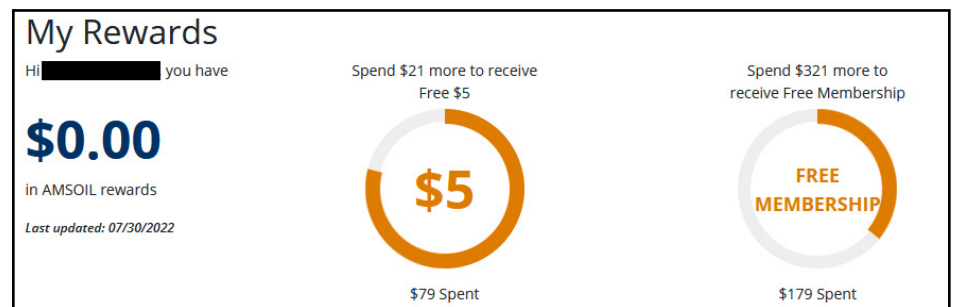 My Rewards
Hi you have
$0.00
in AMSOIL rewards
Last updated: 07/30/2022
Spend $21 more to receive
Free $5
$5
$79 Spent
Spend $321 more to
receive Free Membership
FREE
MEMBERSHIP
$179 Spent